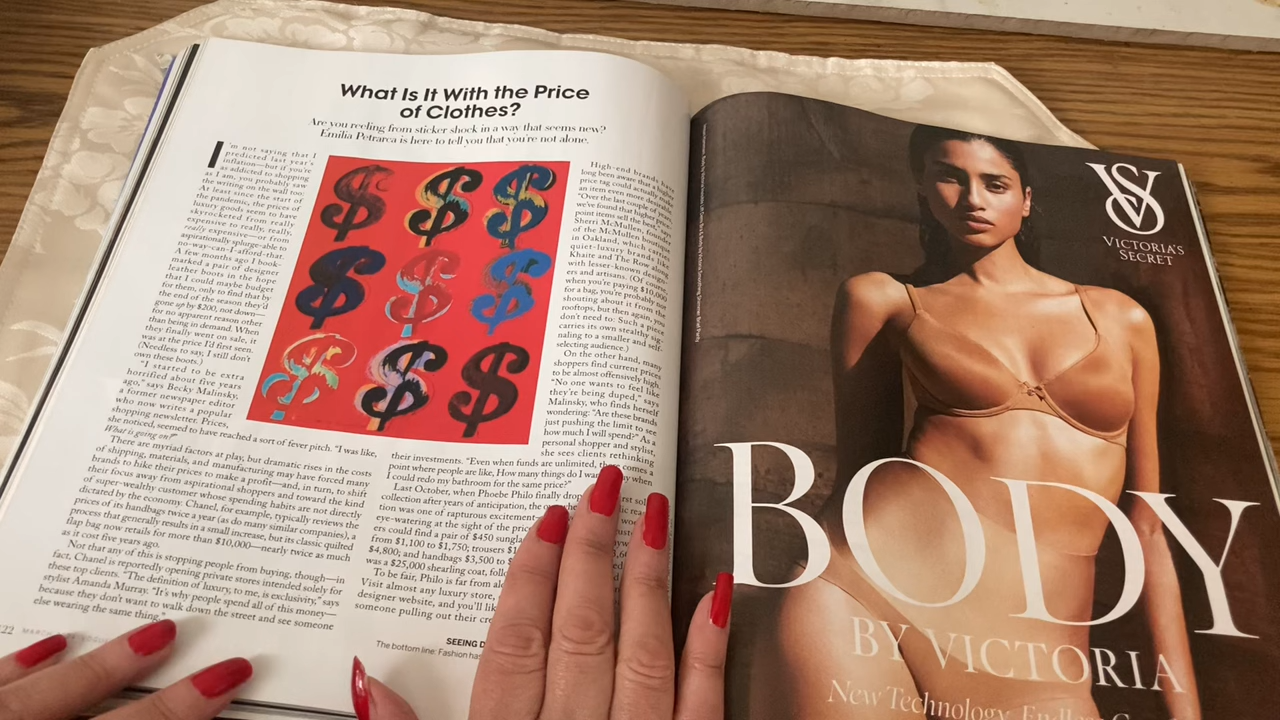 What Is It With the Price
of Clothes?
Are you reeling from sticker shock in a way that seems new?
Emilia Petrarca is here to tell you that you're not alone.
I'm not saying that I
predicted last year's
inflation—but if you're
as addicted to shopping
as I am, you probably saw
the writing on the wall too:
At least since the start of
the pandemic, the prices of
luxury goods seem to have
skyrocketed from really
expensive to really, really
really expensive—or from
aspirationally splurge-able to
no-way-can-I-afford-that.
A few months ago I book-
marked a pair of designer
leather boots in the hope
that I could maybe budget
for them, only to find that by
the end of the season they'd
gone up by $200, not down—
for no apparent reason other
than being in demand. When
they finally went on sale, it
was at the price I'd first seen.
(Needless to say, I still don't
own these boots.)
"I started to be extra
horrified about five years
ago," says Becky Malinsky,
a former newspaper editor
who now writes a popular
shopping newsletter. Prices,
she noticed, seemed to have reached a sort of fever pitch. "I was like,
What is going on?"
There are myriad factors at play, but dramatic rises in the costs
of shipping, materials, and manufacturing may have forced many
brands to hike their prices to make a profit—and, in turn, to shift
their focus away from aspirational shoppers and toward the kind
of super-wealthy customer whose spending habits are not directly
dictated by the economy. Chanel, for example, typically reviews the
prices of its handbags twice a year (as do many similar companies), a
process that generally results in a small increase, but its classic quilted
flap bag now retails for more than $10,000—nearly twice as much
as it cost five years ago.
Not that any of this is stopping people from buying, though—in
fact, Chanel is reportedly opening private stores intended solely for
these top clients. "The definition of luxury, to me, is exclusive," says
stylist Amanda Murray. "It's why people spend all of this money—
because they don't want to walk down the street and see someone
else wearing the same thing."
High-end brands have
long been aware that a higher
price tag could actually make
an item even more desirable.
"Over the last couple of years,
we've found that higher price-
point items sell the best," says
Sherri McMullen, founder
of the McMullen boutique
in Oakland, which carries
quiet-luxury brands like
Khaite and The Row along
with lesser-known design-
ers and artisans. (Of course,
when you're paying $10,000
for a bag, you're probably not
shouting about it from the
rooftops, but then again, you
don't need to: Such a piece
carries its own stealthy sig-
naling to a smaller and self-
selecting audience.)
On the other hand, many
shoppers find current prices
to be almost offensively high.
"No one wants to feel like
they're being duped," says
Malinsky, who finds herself
wondering: "Are these brands
just pushing the limit to see
how much I will spend?" As a
personal shopper and stylist,
she sees clients rethinking
their investments. "Even when funds are unlimited, there comes a
point where people are like, How many things do I want to buy when
I could redo my bathroom for the same price?"
Last October, when Phoebe Philo finally
collection after years of anticipation, the
tion was one of rapturous excitement
eye-watering at the sight of the
ers could find a pair of $450
from $1,100 to $1,750; trousers
$4,800; and handbags $3,500 to
was a $25,000 shearling coat,
To be fair, Philo is far from
Visit almost any luxury store,
designer website, and you'll
someone pulling out their
122
SEEING
The bottom line: Fashion has
VS
VICTORIA'S
SECRET
BODY
BY VICTORIA
New Technology.